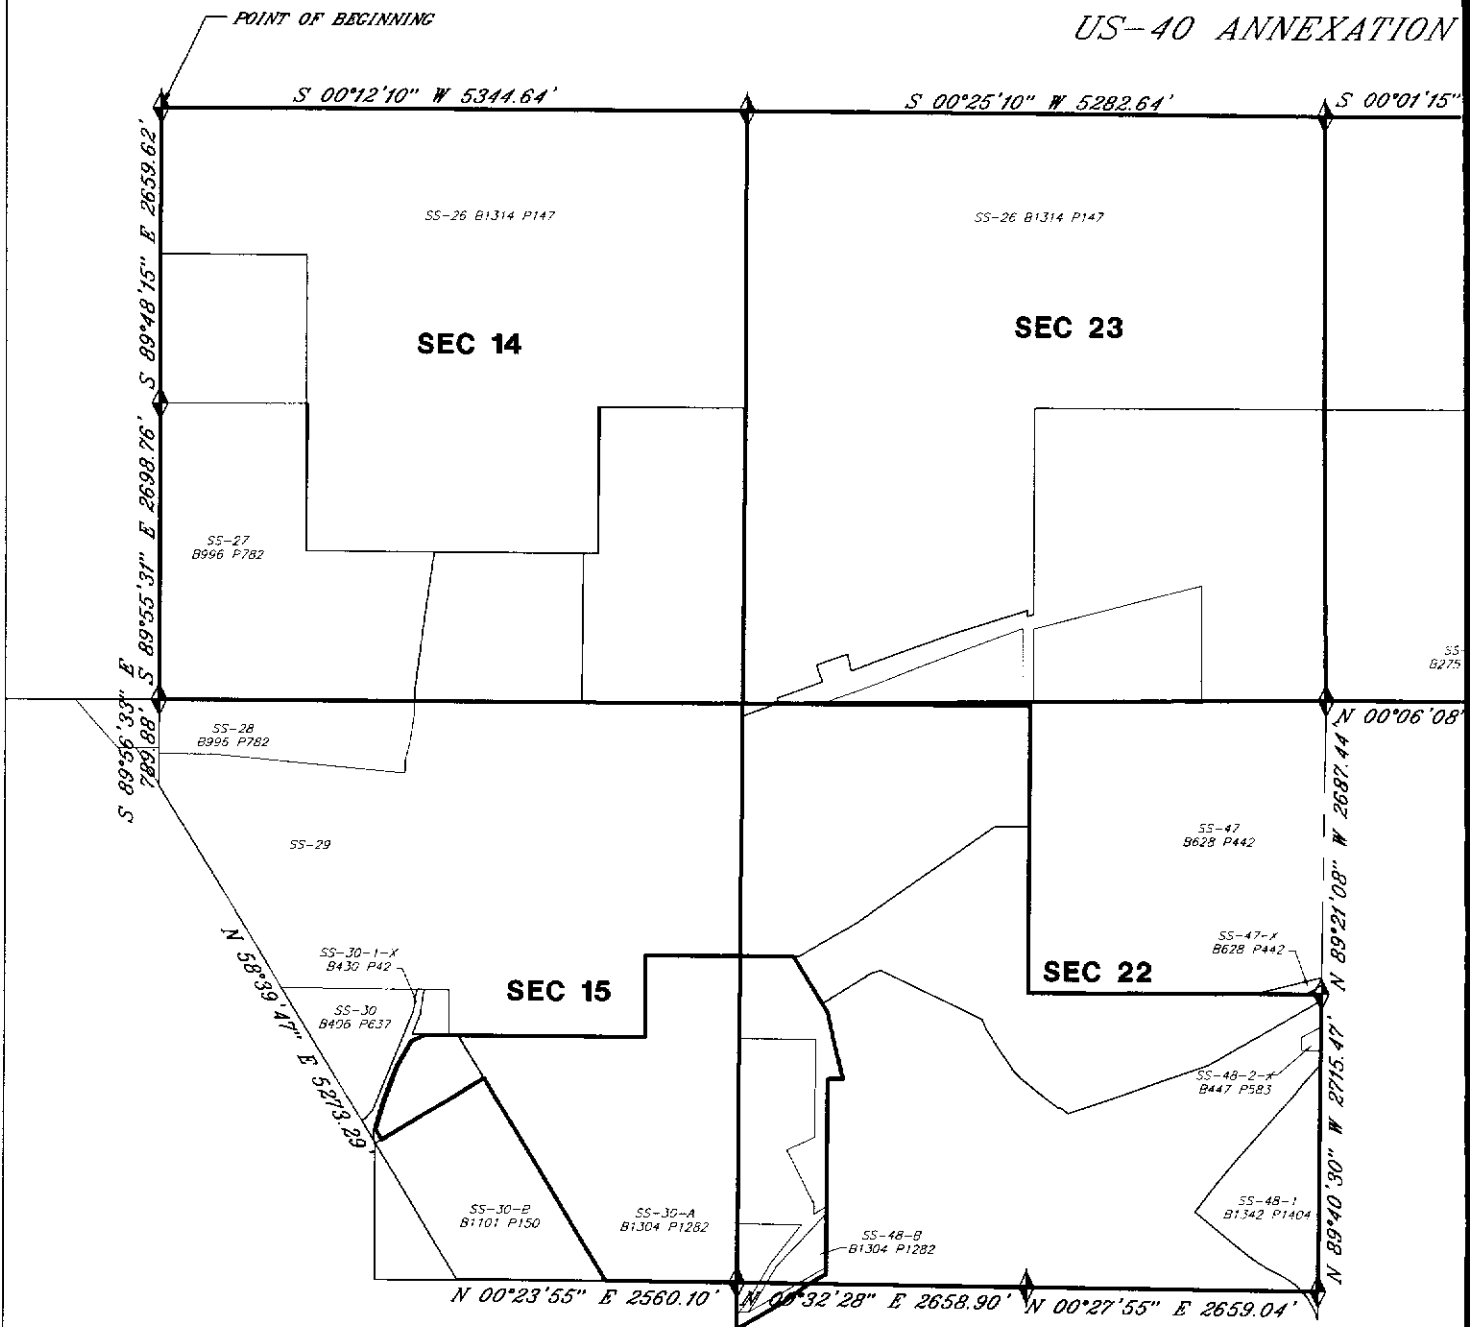 POINT OF BEGINNING
US-40 ANNEXATION
S 00°12'10" W 5344.64'
S 00°25'10" W 5282.64'
S 00°01'15"
S 89°48'15" E 2659.62'
SS-26 B1314 P147
SS-26 B1314 P147
SEC 14
SEC 23
S 89°55'31" E 2698.76'
SS-27
B996 P782
SS-
B275
S 89°56'33" E
789.88'
SS-28
B996 P782
N 00°06'08"
N 89°21'08" W 2687.44'
SS-29
SS-47
B628 P442
N 58°39'47" E 5273.29'
SS-30-1-X
B430 P42
SS-47-X
B628 P442
SEC 15
SEC 22
SS-30
B406 P637
SS-48-2-X
B447 P583
N 89°40'30" W 2715.47'
SS-30-B
B1101 P150
SS-30-A
B1304 P1282
SS-48-B
B1304 P1282
SS-48-1
B1342 P1404
N 00°23'55" E 2560.10'
N 00°32'28" E 2658.90'
N 00°27'55" E 2659.04'